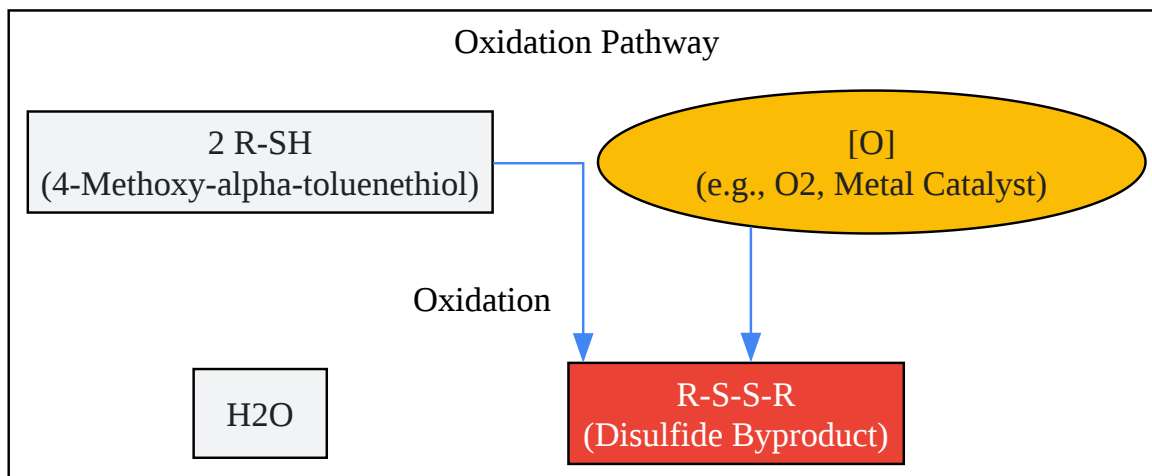 Oxidation Pathway
2 R-SH
(4-Methoxy-alpha-toluenethiol)
[O]
(e.g., O2, Metal Catalyst)
Oxidation
H2O
R-S-S-R
(Disulfide Byproduct)